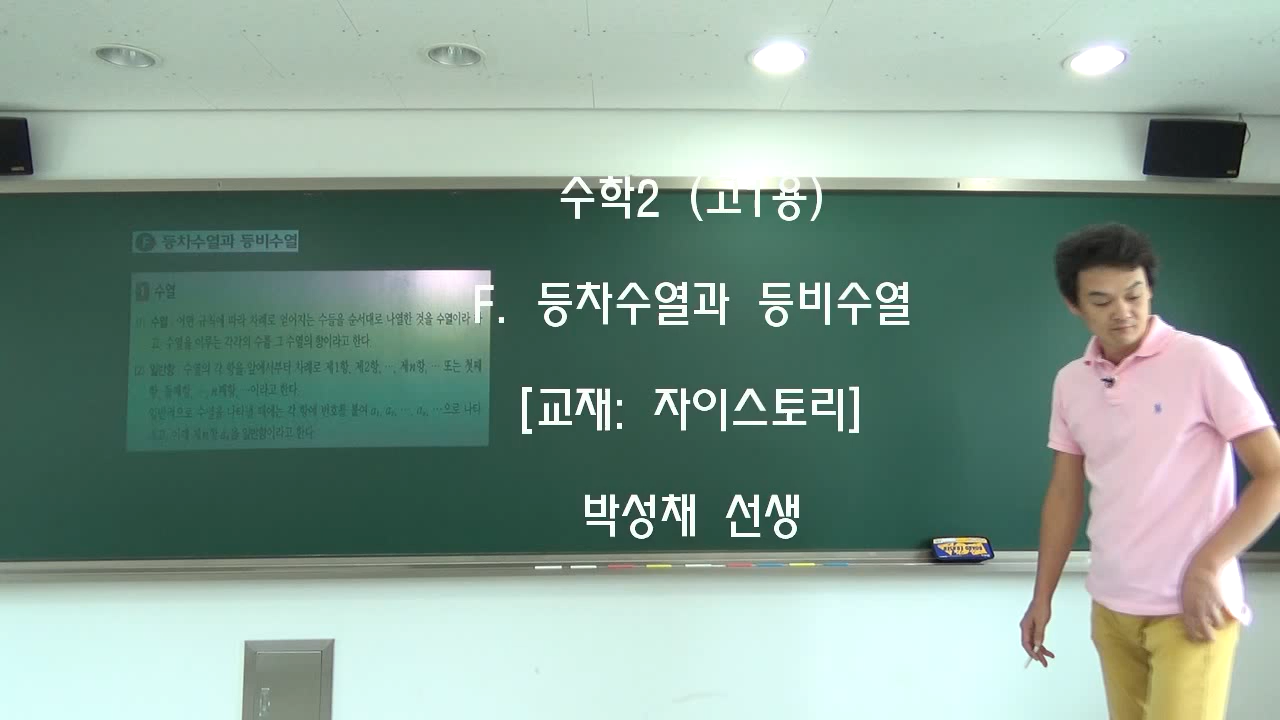 수학2 (고1용)
F. 등차수열과 등비수열
[교재: 자이스토리]
박성채 선생
F 등차수열과 등비수열
1 수열
(1) 수열 : 어떤 규칙에 따라 차례로 얻어지는 수들을 순서대로 나열한 것을 수열이라
고, 수열을 이루는 각각의 수를 그 수열의 항이라고 한다.
(2) 일반항 : 수열의 각 항을 앞에서부터 차례로 제1항, 제2항, …, 제n항, … 또는 첫째
항, 둘째항, …, n째항, …이라고 한다.
일반적으로 수열을 나타낼 때에는 각 항에 번호를 붙여 a₁, a₂, …, aₙ, …으로 나타
내고, 이때 제n항 aₙ을 일반항이라고 한다.